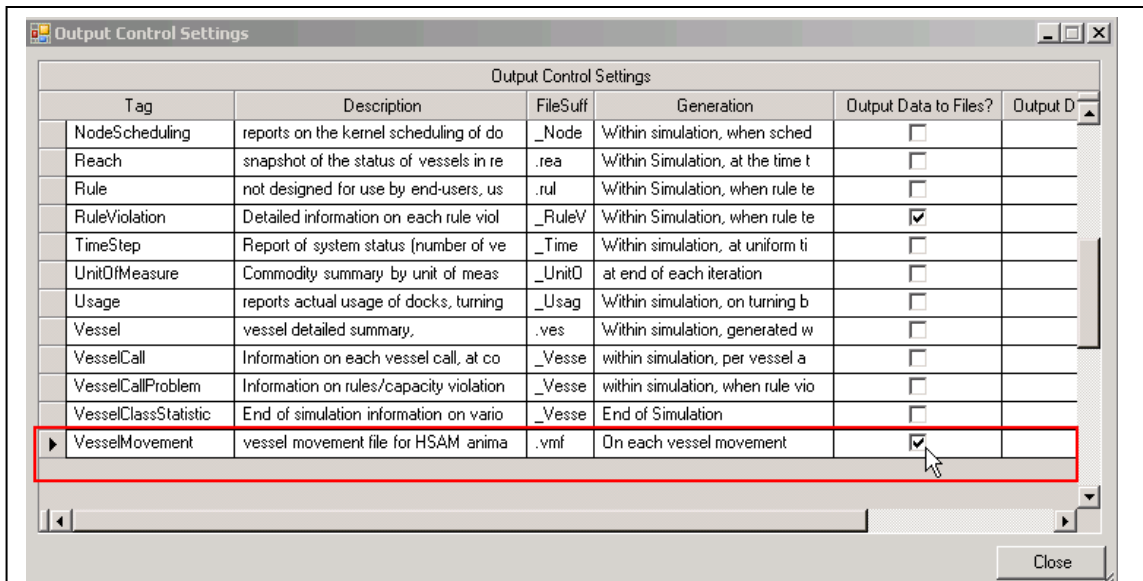 Output Control Settings
Output Control Settings
Tag Description FileSuff Generation Output Data to Files? Output D
NodeScheduling reports on the kernel scheduling of do _Node Within simulation, when sched
Reach snapshot of the status of vessels in re .rea Within Simulation, at the time t
Rule not designed for use by end-users, us .rul Within Simulation, when rule te
RuleViolation Detailed information on each rule viol _RuleV Within Simulation, when rule te
TimeStep Report of system status (number of ve _Time Within simulation, at uniform ti
UnitOfMeasure Commodity summary by unit of meas _UnitO at end of each iteration
Usage reports actual usage of docks, turning _Usag Within simulation, on turning b
Vessel vessel detailed summary, .ves Within simulation, generated w
VesselCall Information on each vessel call, at co _Vesse within simulation, per vessel a
VesselCallProblem Information on rules/capacity violation _Vesse within simulation, when rule vio
VesselClassStatistic End of simulation information on vario _Vesse End of Simulation
VesselMovement vessel movement file for HSAM anima .vmf On each vessel movement
Close